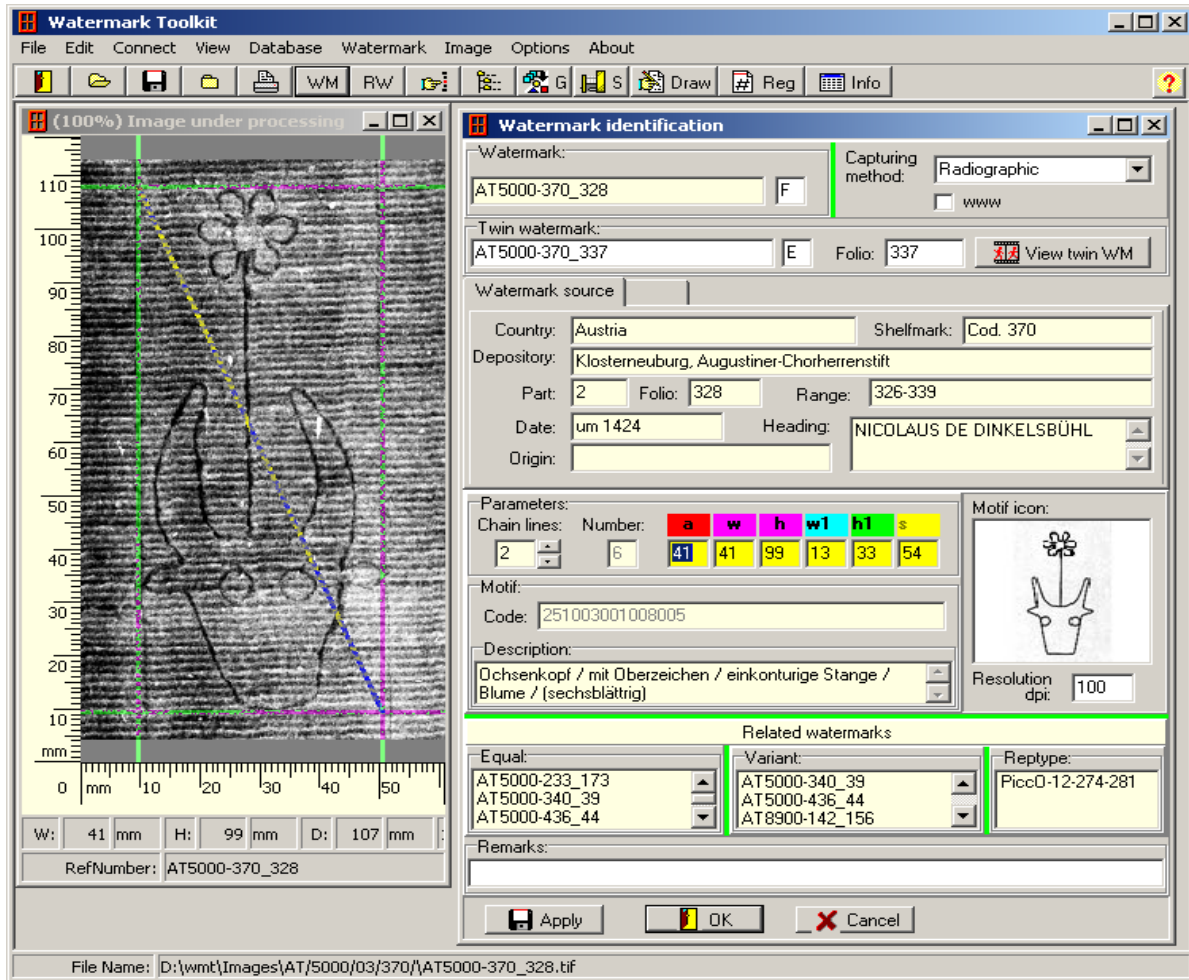 Watermark Toolkit
File Edit Connect View Database Watermark Image Options About
WM RW G S Draw Reg Info ?
(100%) Image under processing
110
100
90
80
70
60
50
40
30
20
10
mm
0 mm 10 20 30 40 50
W: 41 mm H: 99 mm D: 107 mm
RefNumber: AT5000-370_328
Watermark identification
Watermark:
AT5000-370_328 F
Capturing method: Radiographic
www
Twin watermark:
AT5000-370_337 E Folio: 337 View twin WM
Watermark source
Country: Austria Shelfmark: Cod. 370
Depository: Klosterneuburg, Augustiner-Chorherrenstift
Part: 2 Folio: 328 Range: 326-339
Date: um 1424 Heading: NICOLAUS DE DINKELSBÜHL
Origin:
Parameters:
Chain lines: Number: a w h w1 h1 s
2 6 41 41 99 13 33 54
Motif:
Code: 251003001008005
Description:
Ochsenkopf / mit Oberzeichen / einkonturige Stange /
Blume / (sechsblättrig)
Motif icon:
Resolution
dpi: 100
Related watermarks
Equal:
AT5000-233_173
AT5000-340_39
AT5000-436_44
Variant:
AT5000-340_39
AT5000-436_44
AT8900-142_156
Reptype:
PiccO-12-274-281
Remarks:
Apply OK Cancel
File Name: D:\wmt\Images\AT/5000/03/370/\AT5000-370_328.tif